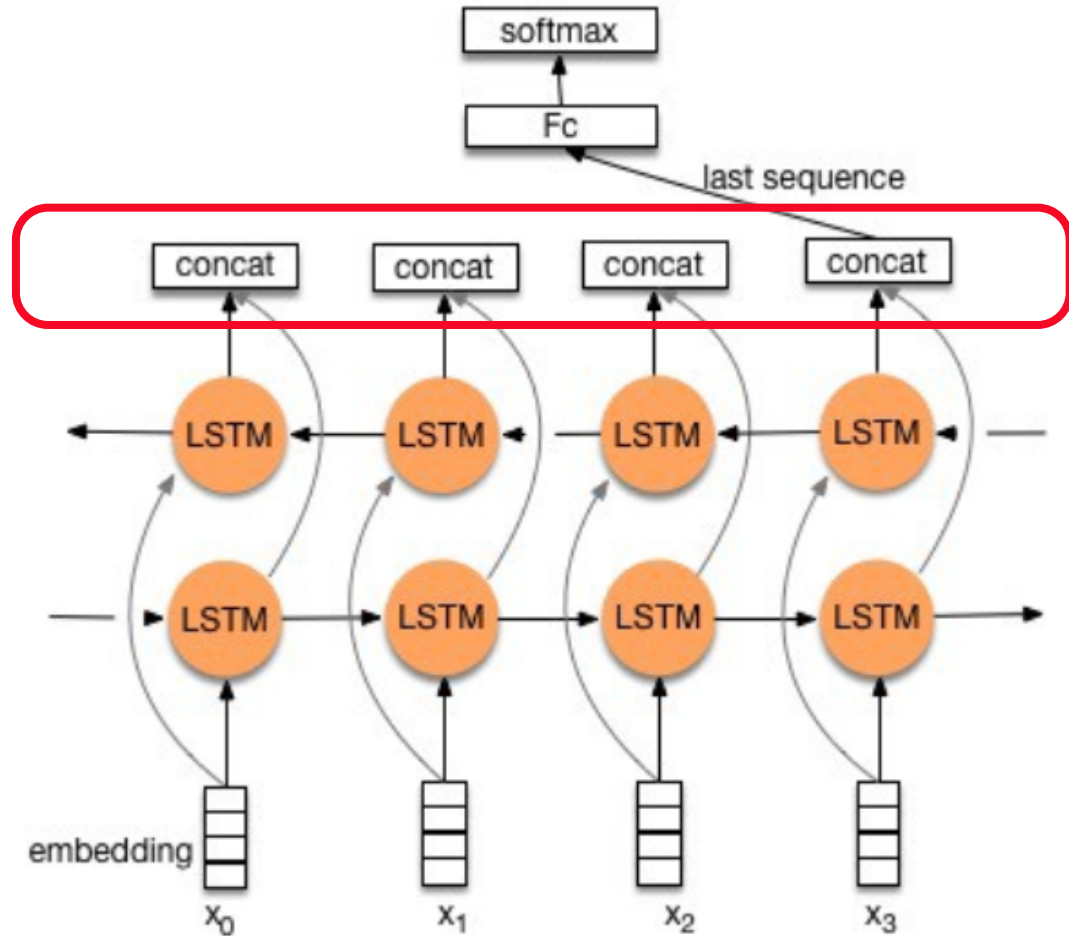 softmax
Fc
last sequence
concat concat concat concat
LSTM LSTM LSTM LSTM
LSTM LSTM LSTM LSTM
embedding
x₀ x₁ x₂ x₃